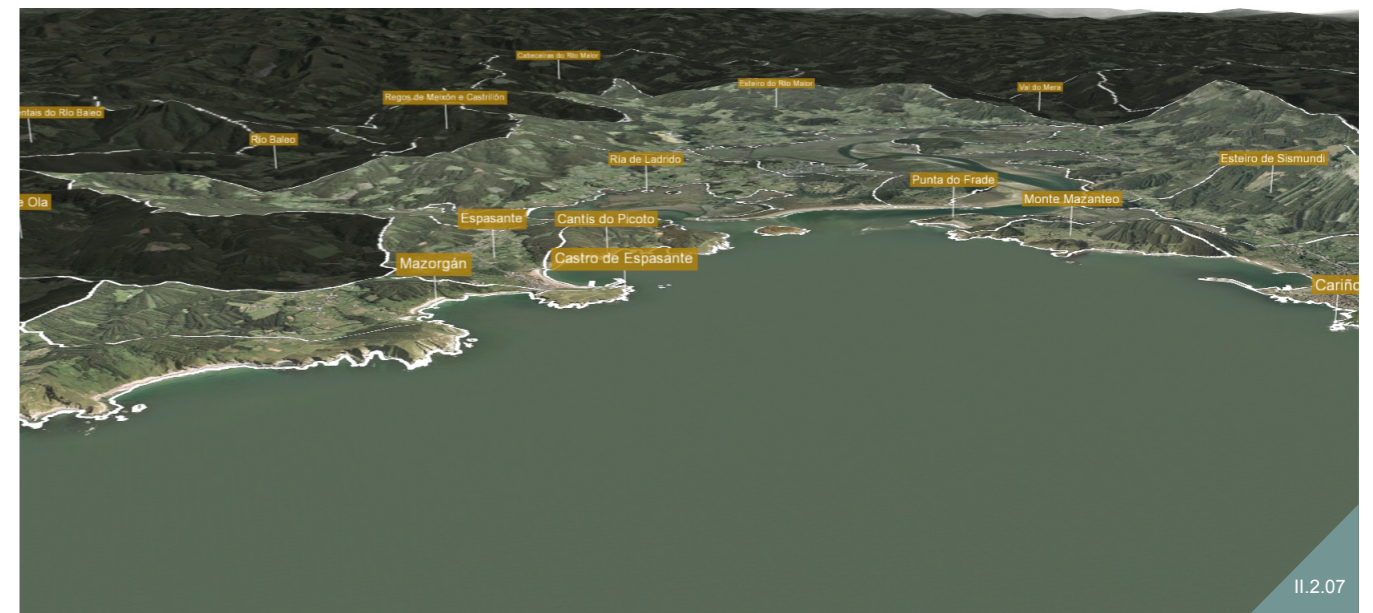 Cabeceiras do Río Maior
Esteiro do Río Maior
Val do Mera
Regos de Meixón e Castrillón
entais do Río Baleo
Río Baleo
Ría de Ladrido
Esteiro de Sismundi
Punta do Frade
Monte Mazanteo
e Ola
Espasante
Cantís do Picoto
Castro de Espasante
Mazorgán
Cariño
II.2.07